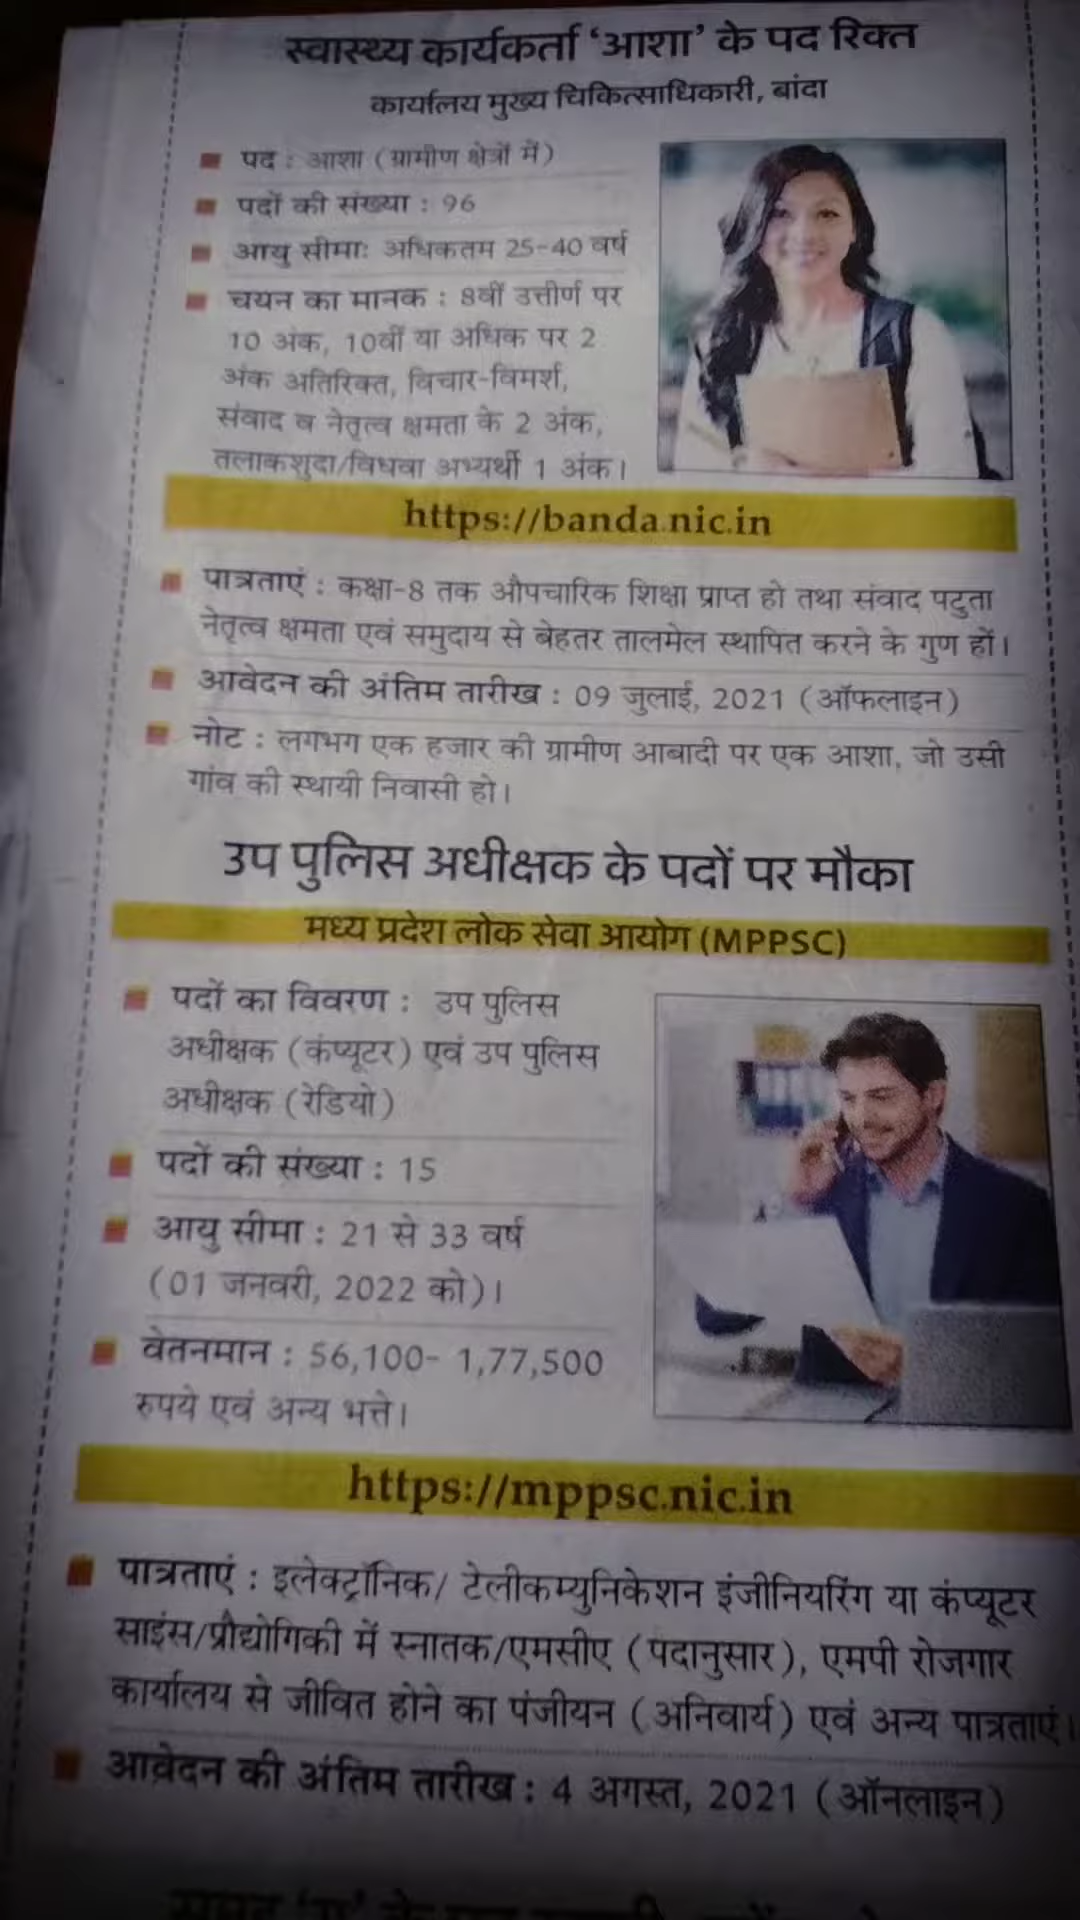 स्वास्थ्य कार्यकर्ता ‘आशा’ के पद रिक्त
कार्यालय मुख्य चिकित्साधिकारी, बांदा
पद : आशा (ग्रामीण क्षेत्रों में)
पदों की संख्या : 96
आयु सीमाः अधिकतम 25-40 वर्ष
चयन का मानक : 8वीं उत्तीर्ण पर
10 अंक, 10वीं या अधिक पर 2
अंक अतिरिक्त, विचार-विमर्श,
संवाद व नेतृत्व क्षमता के 2 अंक,
तलाकशुदा/विधवा अभ्यर्थी 1 अंक।
https://banda.nic.in
पात्रताएं : कक्षा-8 तक औपचारिक शिक्षा प्राप्त हो तथा संवाद पटुता
नेतृत्व क्षमता एवं समुदाय से बेहतर तालमेल स्थापित करने के गुण हों।
आवेदन की अंतिम तारीख : 09 जुलाई, 2021 (ऑफलाइन)
नोट : लगभग एक हजार की ग्रामीण आबादी पर एक आशा, जो उसी
गांव की स्थायी निवासी हो।
उप पुलिस अधीक्षक के पदों पर मौका
मध्य प्रदेश लोक सेवा आयोग (MPPSC)
पदों का विवरण : उप पुलिस
अधीक्षक (कंप्यूटर) एवं उप पुलिस
अधीक्षक (रेडियो)
पदों की संख्या : 15
आयु सीमा : 21 से 33 वर्ष
(01 जनवरी, 2022 को)।
वेतनमान : 56,100- 1,77,500
रुपये एवं अन्य भत्ते।
https://mppsc.nic.in
पात्रताएं : इलेक्ट्रॉनिक/ टेलीकम्युनिकेशन इंजीनियरिंग या कंप्यूटर
साइंस/प्रौद्योगिकी में स्नातक/एमसीए (पदानुसार), एमपी रोजगार
कार्यालय से जीवित होने का पंजीयन (अनिवार्य) एवं अन्य पात्रताएं।
आवेदन की अंतिम तारीख : 4 अगस्त, 2021 (ऑनलाइन)